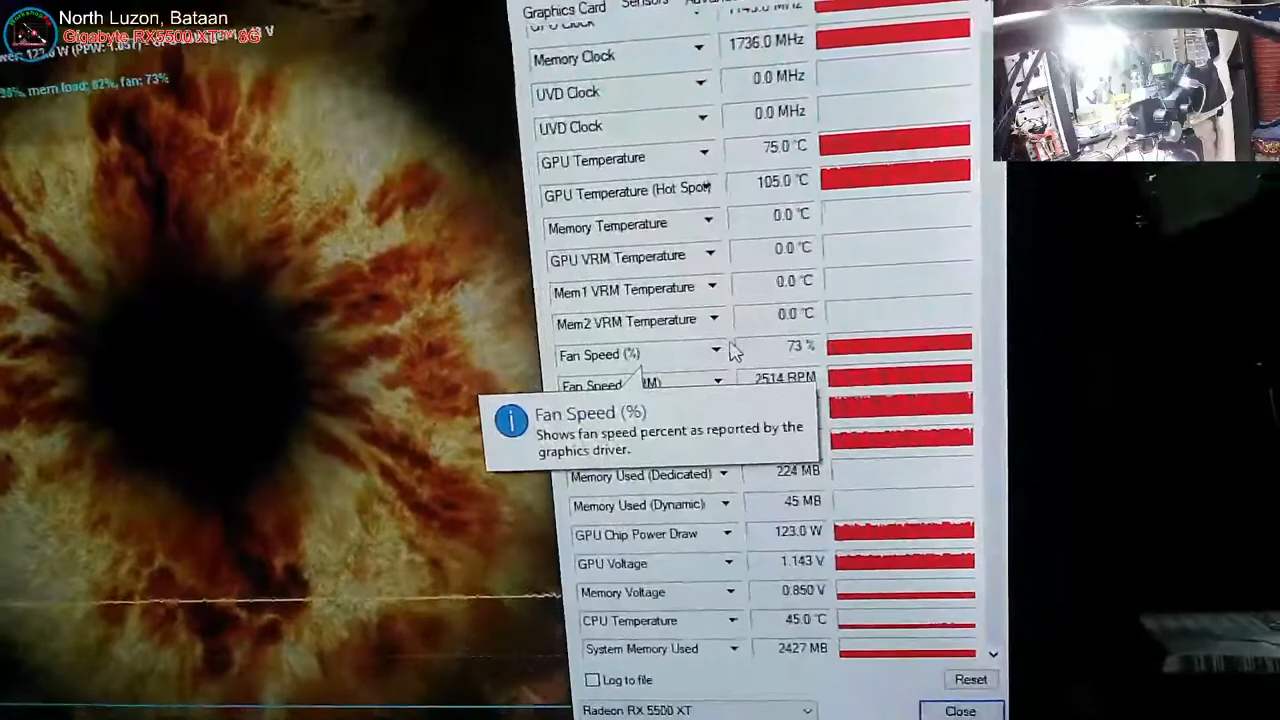 North Luzon, Bataan
Gigabyte RX5500 XT - 8G
mem load: 82%, fan: 73%
Graphics Card
Sensors
Memory Clock 1736.0 MHz
UVD Clock 0.0 MHz
UVD Clock 0.0 MHz
GPU Temperature 75.0 °C
GPU Temperature (Hot Spot) 105.0 °C
Memory Temperature 0.0 °C
GPU VRM Temperature 0.0 °C
Mem1 VRM Temperature 0.0 °C
Mem2 VRM Temperature 0.0 °C
Fan Speed (%) 73 %
Fan Speed 2514 RPM
Fan Speed (%)
Shows fan speed percent as reported by the
graphics driver.
Memory Used (Dedicated) 224 MB
Memory Used (Dynamic) 45 MB
GPU Chip Power Draw 123.0 W
GPU Voltage 1.143 V
Memory Voltage 0.850 V
CPU Temperature 45.0 °C
System Memory Used 2427 MB
Log to file
Reset
Radeon RX 5500 XT
Close